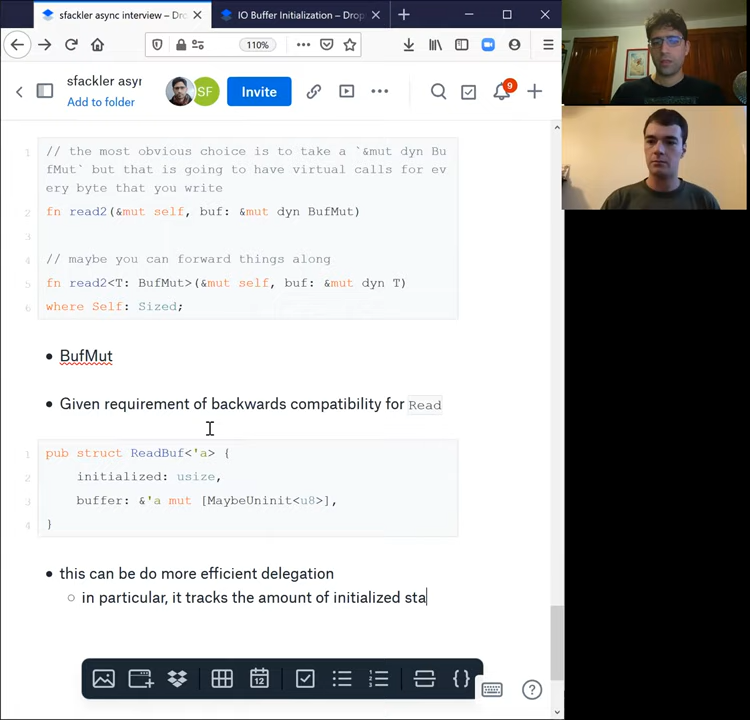 sfackler async interview – Dro
IO Buffer Initialization – Drop
110%
sfackler asyr
Add to folder
SF
Invite
9
1 // the most obvious choice is to take a `&mut dyn Bu
fMut` but that is going to have virtual calls for ev
ery byte that you write
2 fn read2(&mut self, buf: &mut dyn BufMut)
3
4 // maybe you can forward things along
5 fn read2<T: BufMut>(&mut self, buf: &mut dyn T)
6 where Self: Sized;
• BufMut
• Given requirement of backwards compatibility for Read
1 pub struct ReadBuf<'a> {
2 initialized: usize,
3 buffer: &'a mut [MaybeUninit<u8>],
4 }
• this can be do more efficient delegation
○ in particular, it tracks the amount of initialized sta
12